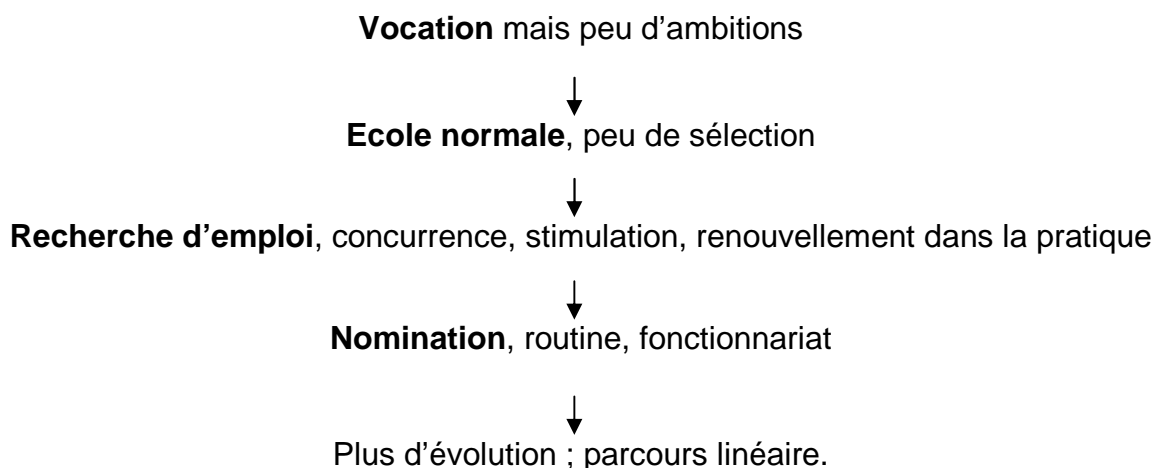 Vocation mais peu d’ambitions
Ecole normale, peu de sélection
Recherche d’emploi, concurrence, stimulation, renouvellement dans la pratique
Nomination, routine, fonctionnariat
Plus d’évolution ; parcours linéaire.